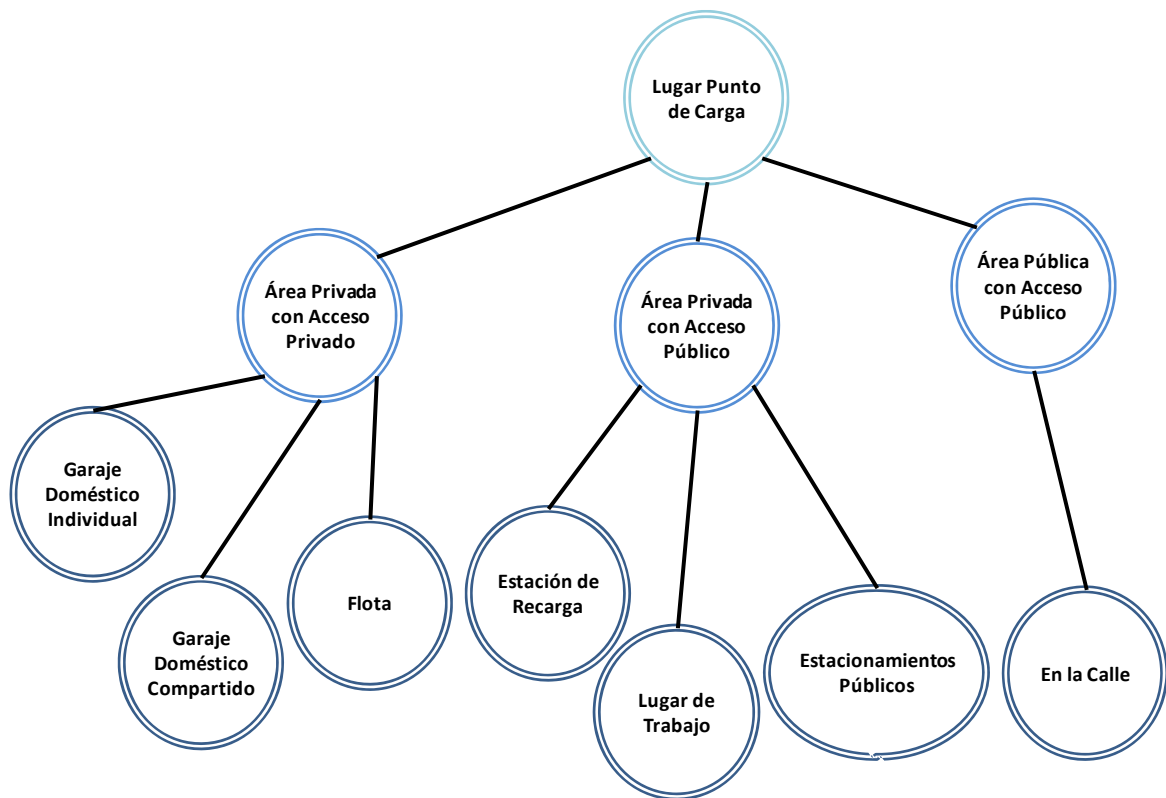 Lugar Punto
de Carga
Área Privada
con Acceso
Privado
Área Privada
con Acceso
Público
Área Pública
con Acceso
Público
Garaje
Doméstico
Individual
Garaje
Doméstico
Compartido
Flota
Estación de
Recarga
Lugar de
Trabajo
Estacionamientos
Públicos
En la Calle